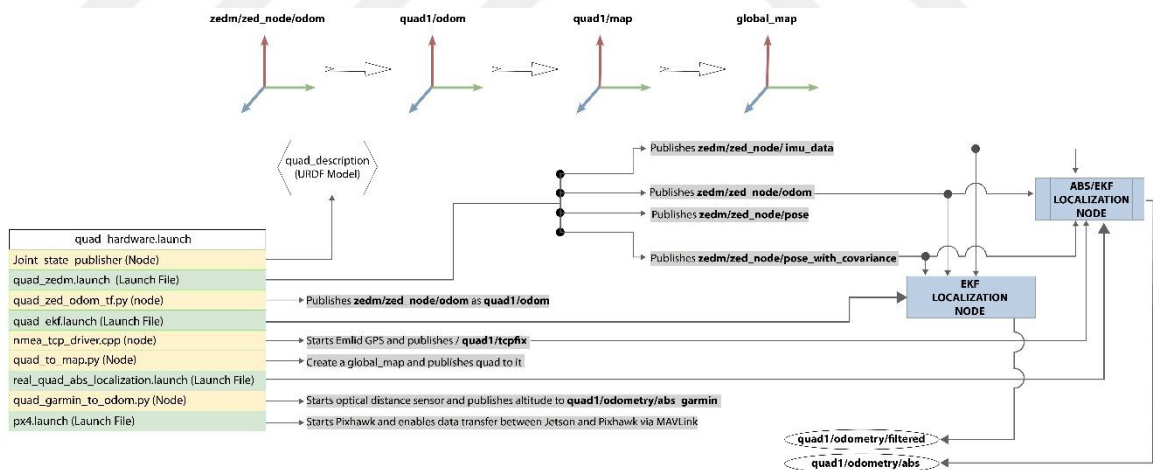 zedm/zed_node/odom
quad1/odom
quad1/map
global_map
quad_description
(URDF Model)
Publishes zedm/zed_node/ imu_data
Publishes zedm/zed_node/odom
Publishes zedm/zed_node/pose
Publishes zedm/zed_node/pose_with_covariance
ABS/EKF
LOCALIZATION
NODE
EKF
LOCALIZATION
NODE
quad_hardware.launch
Joint_state_publisher (Node)
quad_zedm.launch (Launch File)
quad_zed_odom_tf.py (node)
Publishes zedm/zed_node/odom as quad1/odom
quad_ekf.launch (Launch File)
nmea_tcp_driver.cpp (node)
Starts Emlid GPS and publishes / quad1/tcpfix
quad_to_map.py (Node)
Create a global_map and publishes quad to it
real_quad_abs_localization.launch (Launch File)
quad_garmin_to_odom.py (Node)
Starts optical distance sensor and publishes altitude to quad1/odometry/abs_garmin
px4.launch (Launch File)
Starts Pixhawk and enables data transfer between Jetson and Pixhawk via MAVLink
quad1/odometry/filtered
quad1/odometry/abs